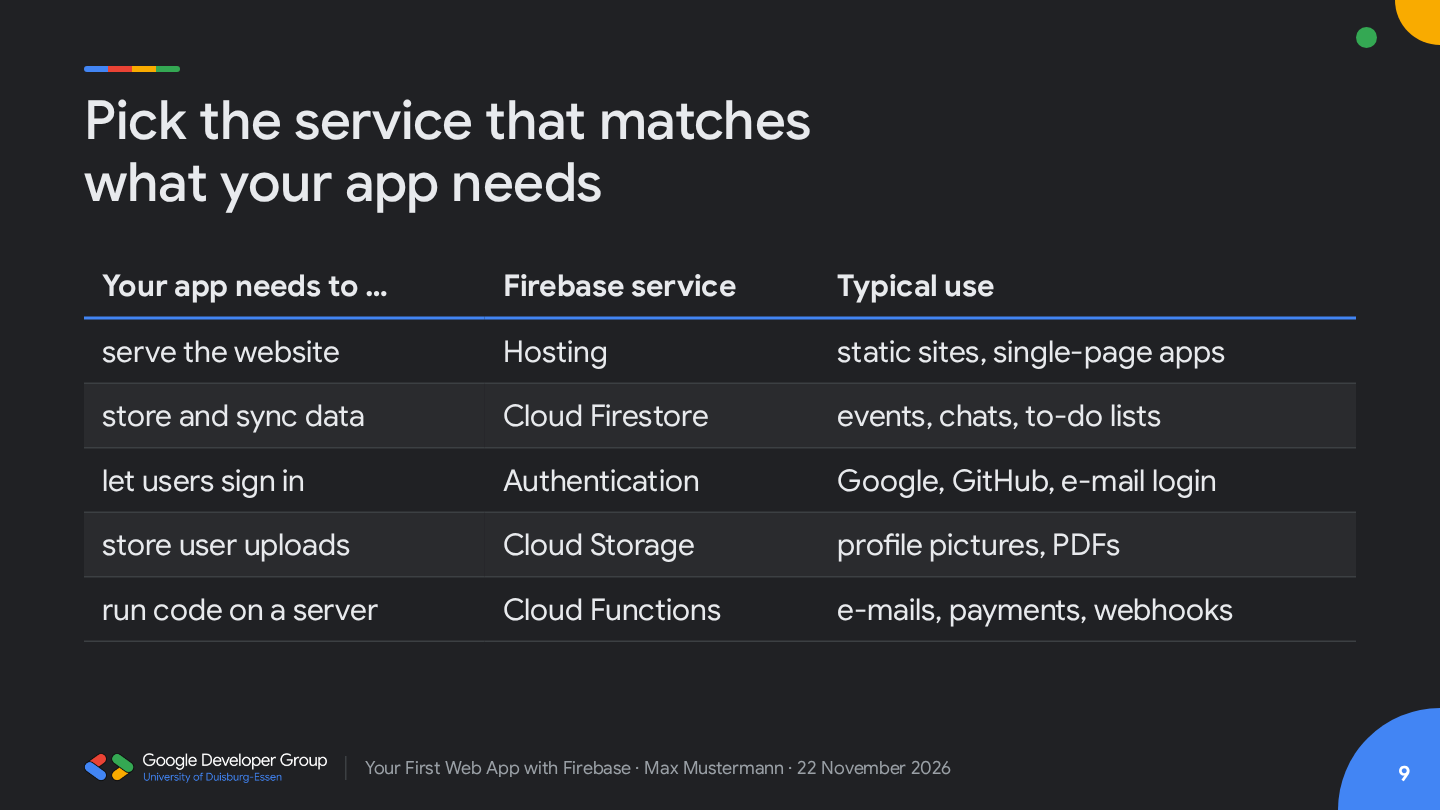 Pick the service that matches
what your app needs
Your app needs to ... Firebase service Typical use
serve the website Hosting static sites, single-page apps
store and sync data Cloud Firestore events, chats, to-do lists
let users sign in Authentication Google, GitHub, e-mail login
store user uploads Cloud Storage profile pictures, PDFs
run code on a server Cloud Functions e-mails, payments, webhooks
Google Developer Group
University of Duisburg-Essen
Your First Web App with Firebase · Max Mustermann · 22 November 2026
9